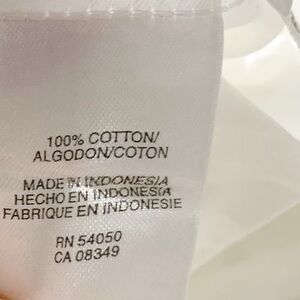 100% COTTON/
ALGODON/COTON
MADE IN INDONESIA
HECHO EN INDONESIA
FABRIQUE EN INDONESIE
RN 54050
CA 08349